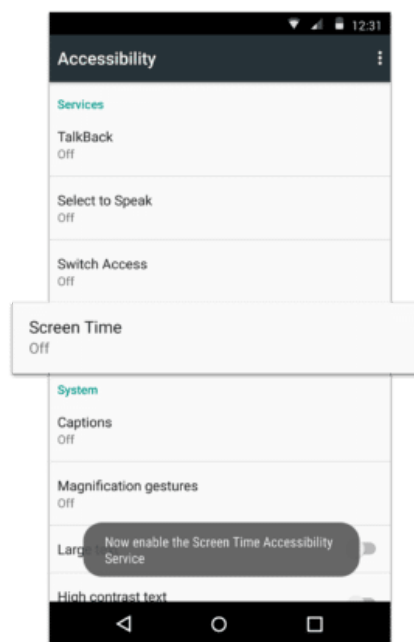 12:31
Accessibility
Services
TalkBack
Off
Select to Speak
Off
Switch Access
Off
Screen Time
Off
System
Captions
Off
Magnification gestures
Off
Large
Now enable the Screen Time Accessibility
Service
High contrast text